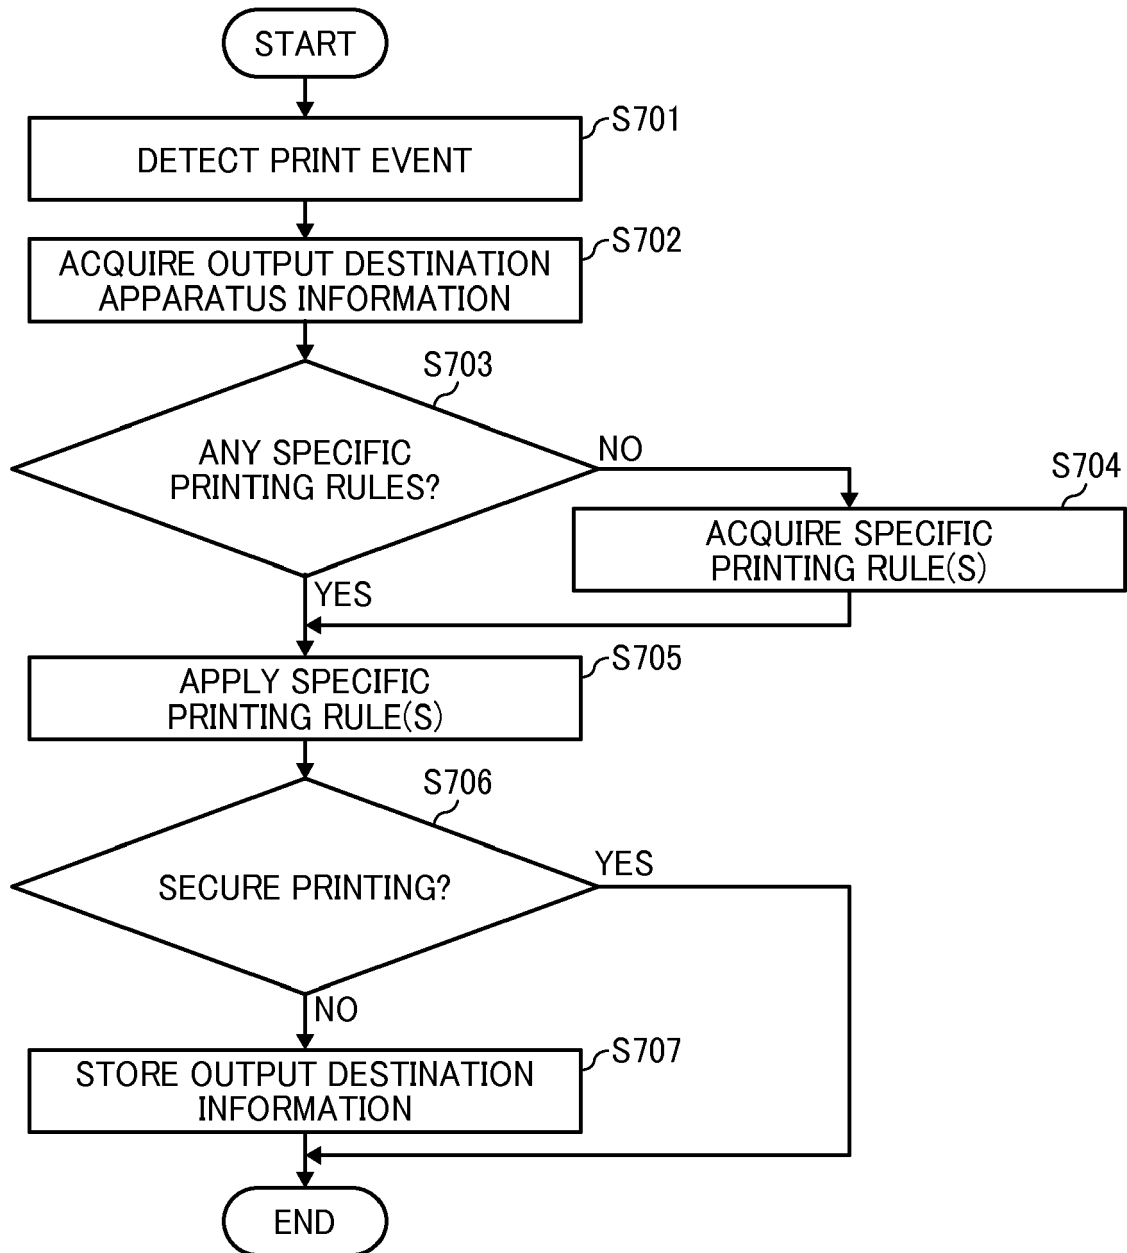 START
S701
DETECT PRINT EVENT
S702
ACQUIRE OUTPUT DESTINATION
APPARATUS INFORMATION
S703
ANY SPECIFIC
PRINTING RULES?
NO
S704
ACQUIRE SPECIFIC
PRINTING RULE(S)
YES
S705
APPLY SPECIFIC
PRINTING RULE(S)
S706
SECURE PRINTING?
YES
NO
S707
STORE OUTPUT DESTINATION
INFORMATION
END